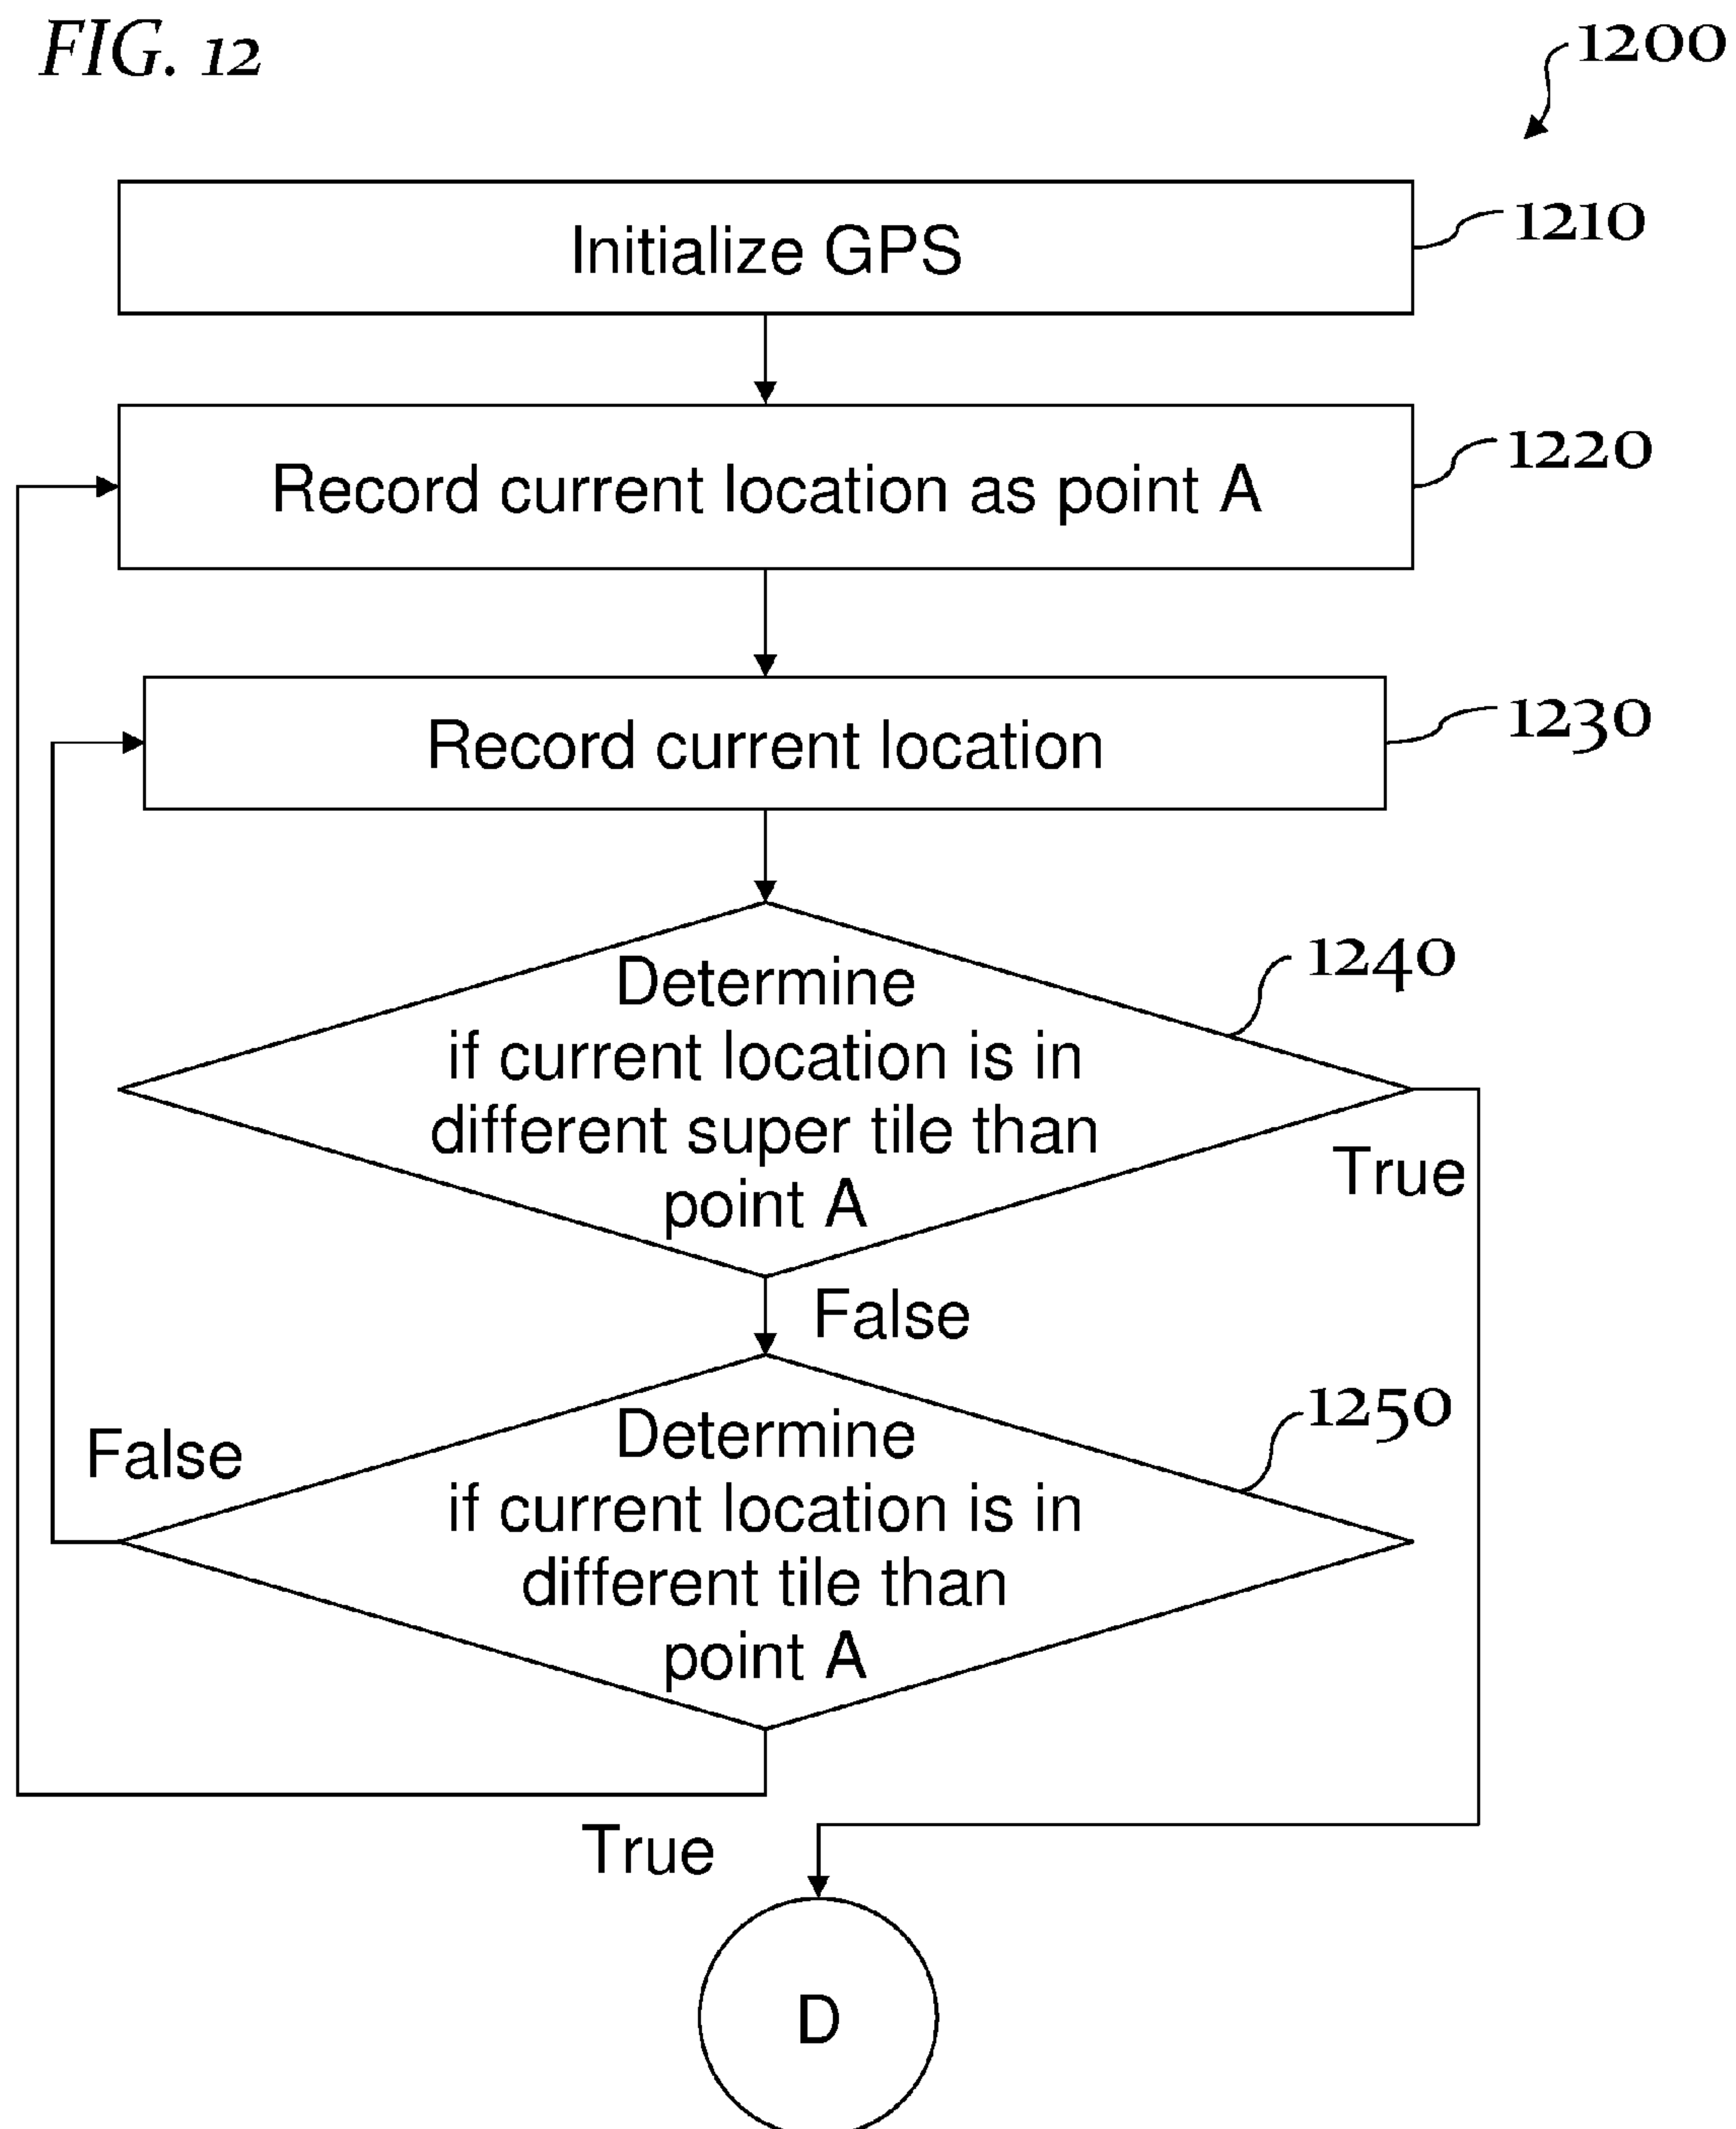 FIG. 12
1200
Initialize GPS
1210
Record current location as point A
1220
Record current location
1230
Determine
if current location is in
different super tile than
point A
1240
True
False
Determine
if current location is in
different tile than
point A
1250
False
True
D